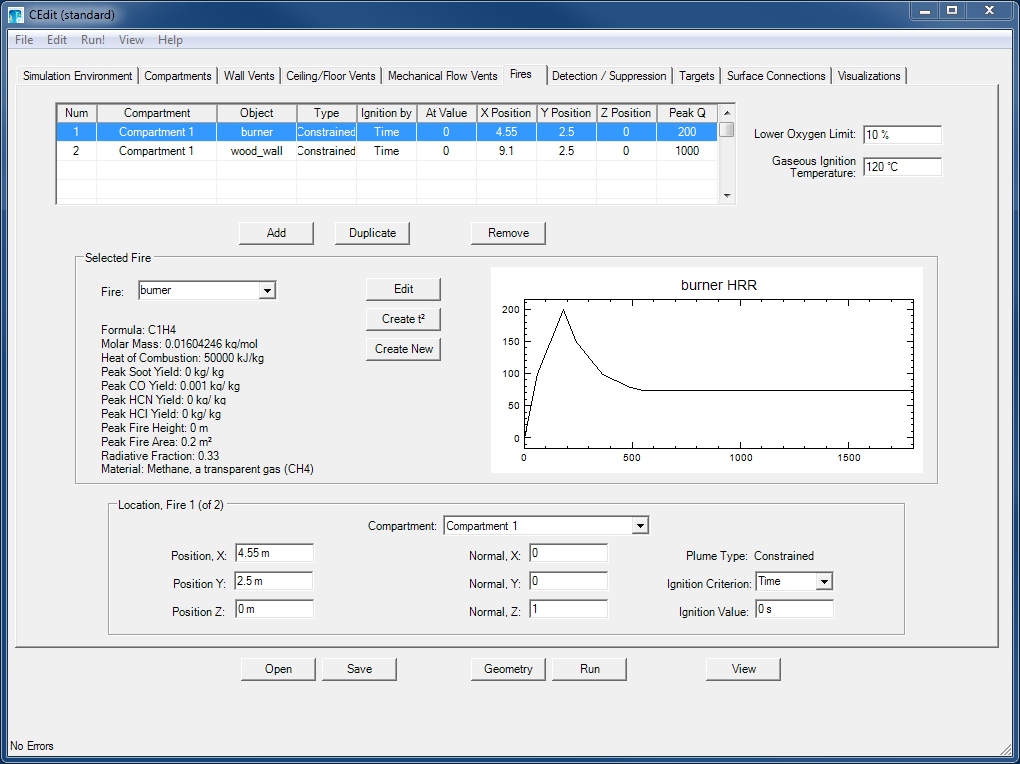 CEdit (standard)
File Edit Run! View Help
Simulation Environment Compartments Wall Vents Ceiling/Floor Vents Mechanical Flow Vents Fires Detection / Suppression Targets Surface Connections Visualizations
Num Compartment Object Type Ignition by At Value X Position Y Position Z Position Peak Q
1 Compartment 1 burner Constrained Time 0 4.55 2.5 0 200
2 Compartment 1 wood_wall Constrained Time 0 9.1 2.5 0 1000
Lower Oxygen Limit: 10 %
Gaseous Ignition
Temperature: 120 °C
Add Duplicate Remove
Selected Fire
Fire: burner
Edit
Create t²
Create New
Formula: C1H4
Molar Mass: 0.01604246 kg/mol
Heat of Combustion: 50000 kJ/kg
Peak Soot Yield: 0 kg/ kg
Peak CO Yield: 0.001 kg/ kg
Peak HCN Yield: 0 kg/ kg
Peak HCl Yield: 0 kg/ kg
Peak Fire Height: 0 m
Peak Fire Area: 0.2 m²
Radiative Fraction: 0.33
Material: Methane, a transparent gas (CH4)
burner HRR
200
150
100
50
0
0 500 1000 1500
Location, Fire 1 (of 2)
Compartment: Compartment 1
Position, X: 4.55 m Normal, X: 0 Plume Type: Constrained
Position Y: 2.5 m Normal, Y: 0 Ignition Criterion: Time
Position Z: 0 m Normal, Z: 1 Ignition Value: 0 s
Open Save Geometry Run View
No Errors